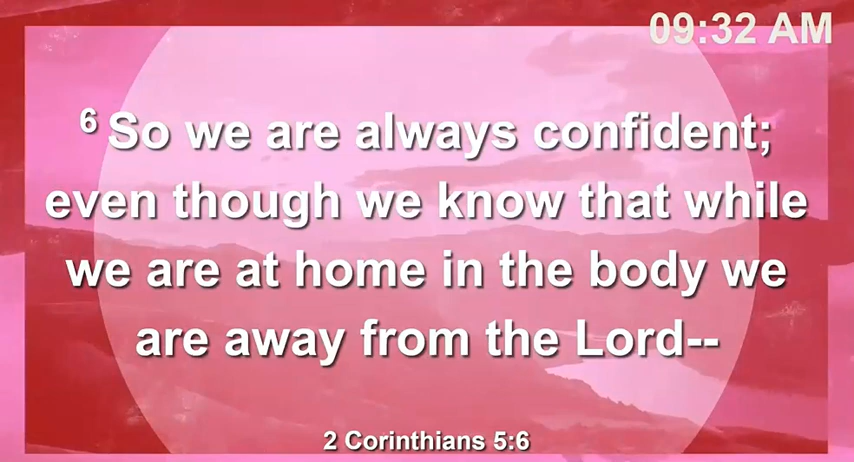 09:32 AM
6 So we are always confident;
even though we know that while
we are at home in the body we
are away from the Lord--
2 Corinthians 5:6